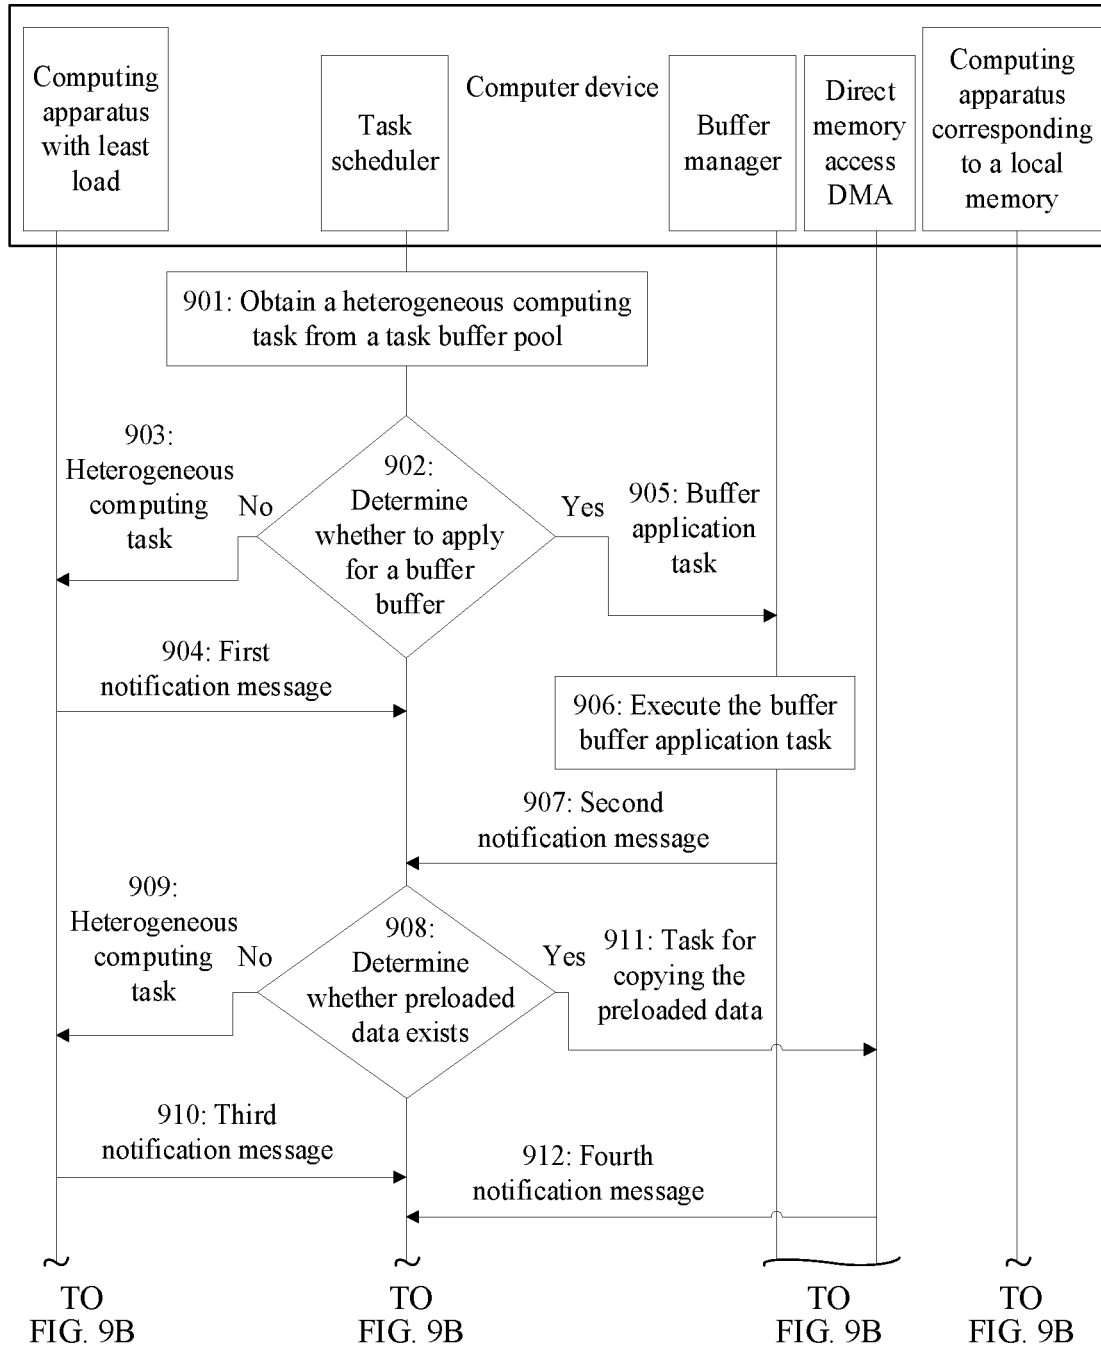 Computer device
Computing
apparatus
with least
load
Task
scheduler
Buffer
manager
Direct
memory
access
DMA
Computing
apparatus
corresponding
to a local
memory
901: Obtain a heterogeneous computing
task from a task buffer pool
902:
Determine
whether to apply
for a buffer
buffer
No
Yes
903:
Heterogeneous
computing
task
905: Buffer
application
task
904: First
notification message
906: Execute the buffer
buffer application task
907: Second
notification message
908:
Determine
whether preloaded
data exists
No
Yes
909:
Heterogeneous
computing
task
911: Task for
copying the
preloaded data
910: Third
notification message
912: Fourth
notification message
TO
FIG. 9B
TO
FIG. 9B
TO
FIG. 9B
TO
FIG. 9B